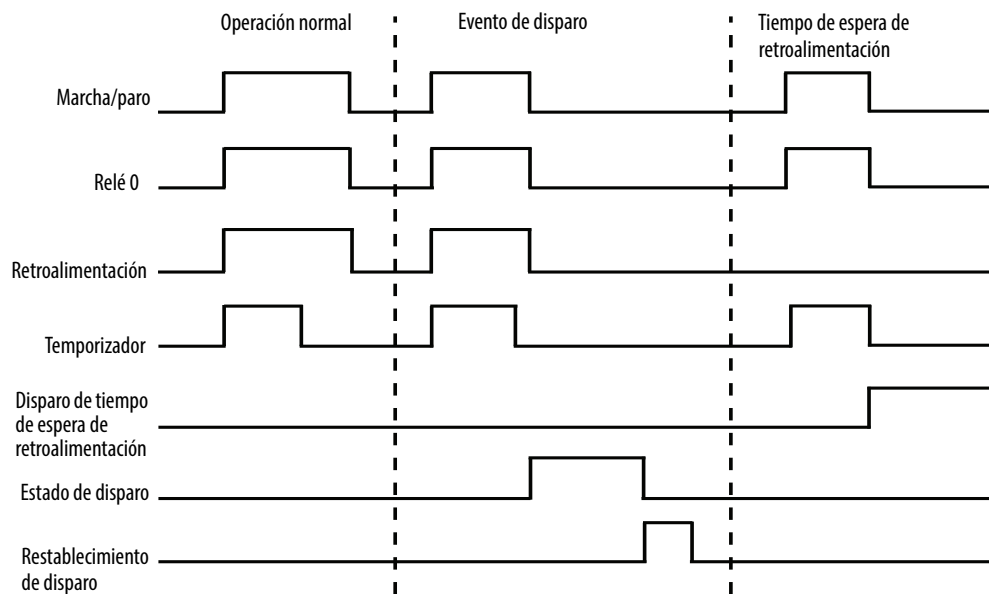 Operación normal
Evento de disparo
Tiempo de espera de
retroalimentación
Marcha/paro
Relé 0
Retroalimentación
Temporizador
Disparo de tiempo
de espera de
retroalimentación
Estado de disparo
Restablecimiento
de disparo